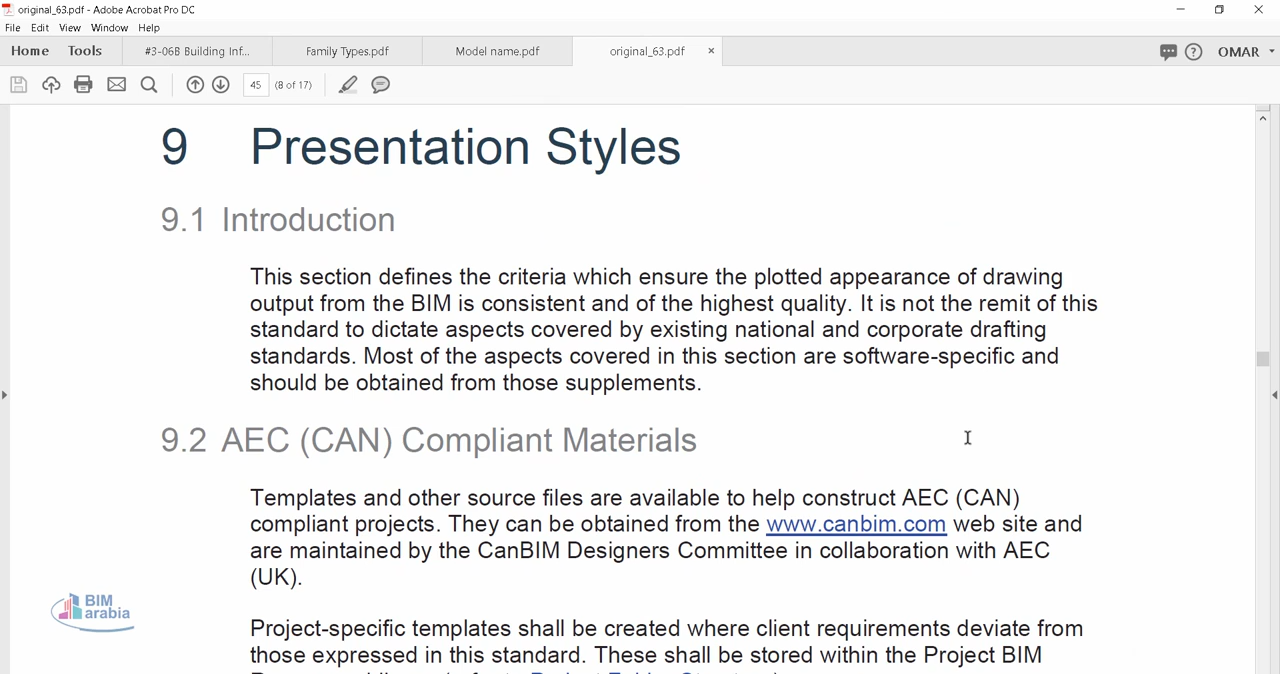 original_63.pdf - Adobe Acrobat Pro DC
File Edit View Window Help
Home Tools #3-06B Building Inf... Family Types.pdf Model name.pdf original_63.pdf × OMAR
45 (8 of 17)
9 Presentation Styles
9.1 Introduction
This section defines the criteria which ensure the plotted appearance of drawing
output from the BIM is consistent and of the highest quality. It is not the remit of this
standard to dictate aspects covered by existing national and corporate drafting
standards. Most of the aspects covered in this section are software-specific and
should be obtained from those supplements.
9.2 AEC (CAN) Compliant Materials
Templates and other source files are available to help construct AEC (CAN)
compliant projects. They can be obtained from the www.canbim.com web site and
are maintained by the CanBIM Designers Committee in collaboration with AEC
(UK).
BIM
arabia
Project-specific templates shall be created where client requirements deviate from
those expressed in this standard. These shall be stored within the Project BIM